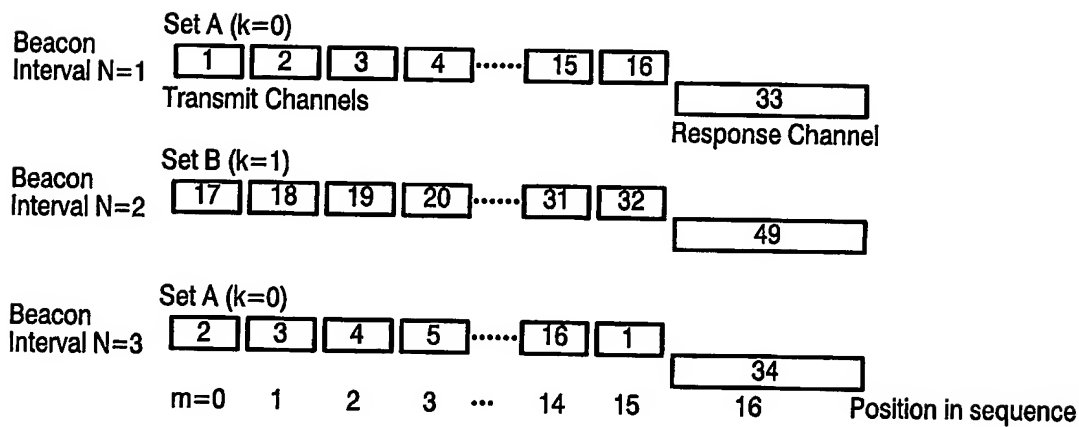 Set A (k=0)
Beacon
Interval N=1
1 2 3 4 ...... 15 16
33
Transmit Channels
Response Channel
Set B (k=1)
Beacon
Interval N=2
17 18 19 20 ...... 31 32
49
Set A (k=0)
Beacon
Interval N=3
2 3 4 5 ...... 16 1
34
m=0 1 2 3 ... 14 15 16 Position in sequence